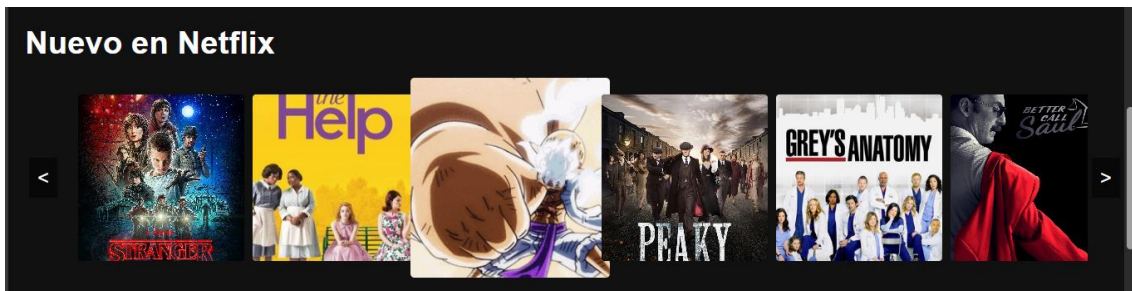 Nuevo en Netflix
the
Help
STRANGER
PEAKY
GREY'S ANATOMY
BETTER
CALL
Saul
<
>